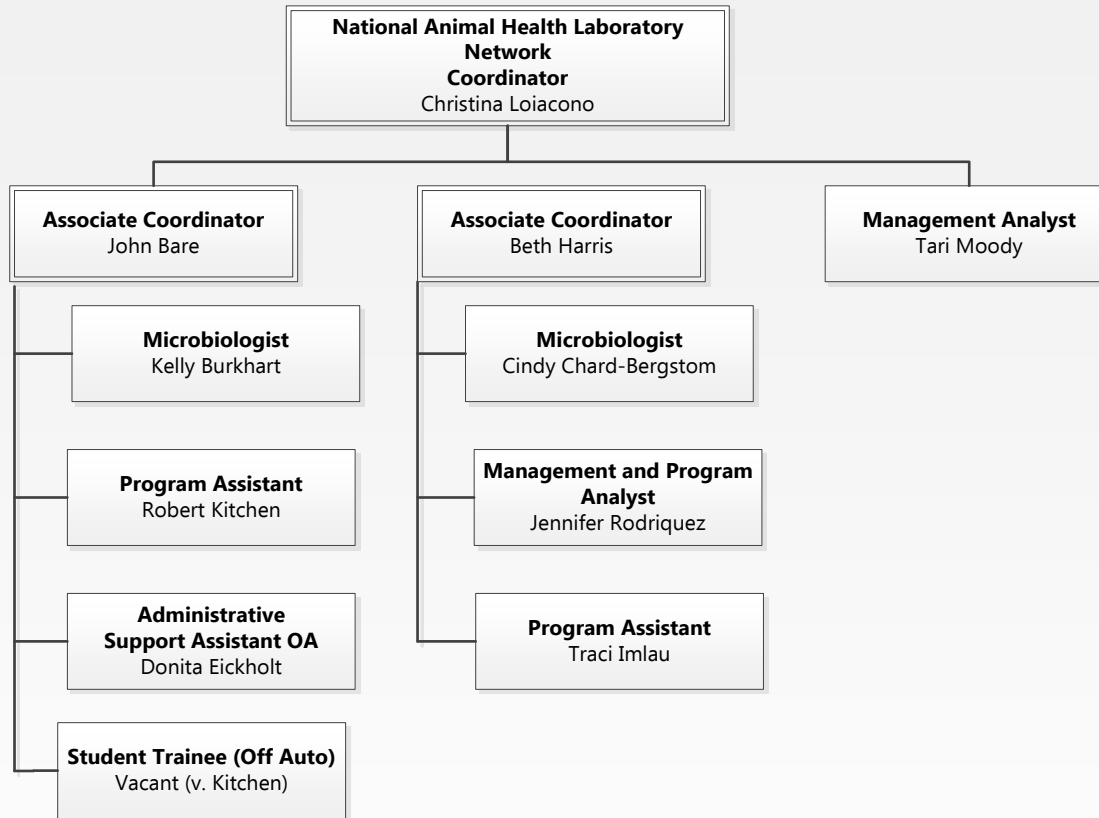 National Animal Health Laboratory
Network
Coordinator
Christina Loiacono
Associate Coordinator
John Bare
Associate Coordinator
Beth Harris
Management Analyst
Tari Moody
Microbiologist
Kelly Burkhart
Microbiologist
Cindy Chard-Bergstom
Program Assistant
Robert Kitchen
Management and Program
Analyst
Jennifer Rodriquez
Administrative
Support Assistant OA
Donita Eickholt
Program Assistant
Traci Imlau
Student Trainee (Off Auto)
Vacant (v. Kitchen)